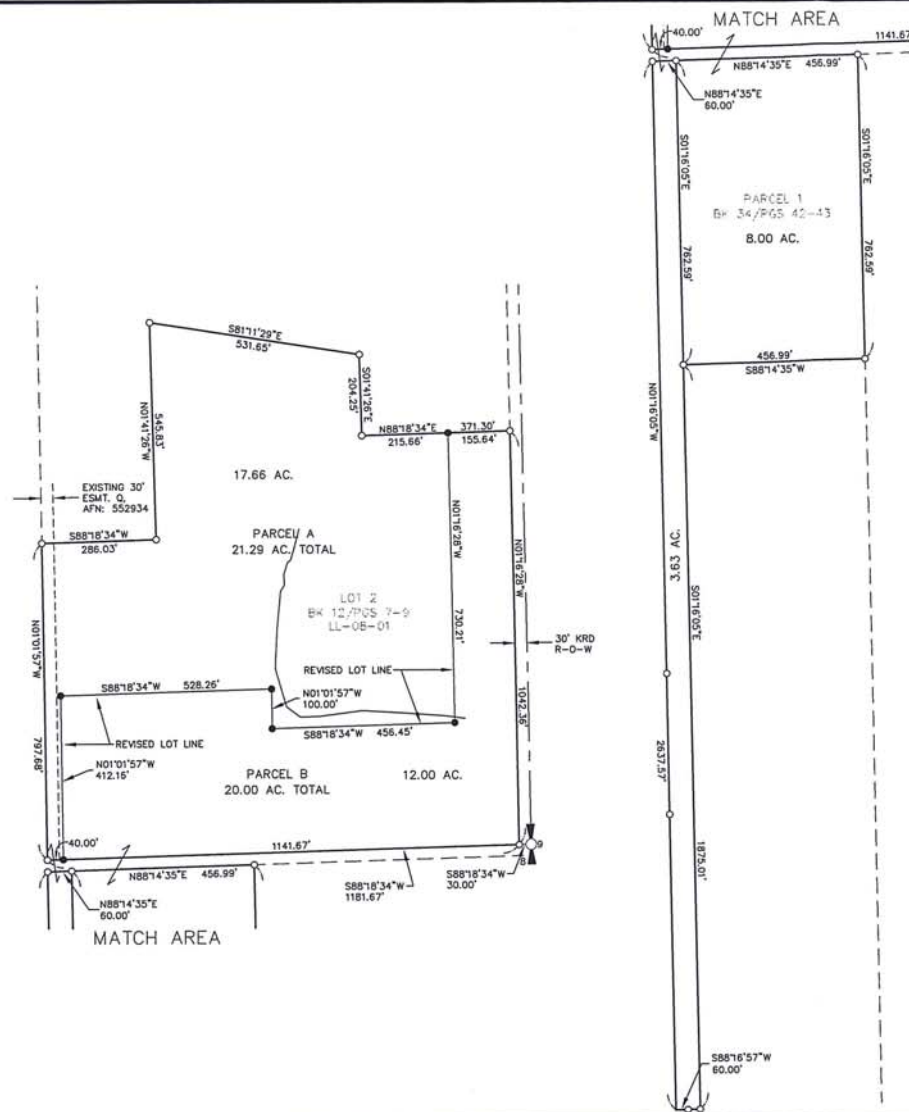 MATCH AREA
40.00'
1141.67'
N88°14'35"E 456.99'
N88°14'35"E
60.00'
S01°16'05"E
762.59'
S01°16'05"E
762.59'
PARCEL 1
BK 34/PGS 42-43
8.00 AC.
456.99'
S88°14'35"W
N01°16'05"W
2637.57'
3.63 AC.
S01°16'05"E
1875.01'
S88°16'57"W
60.00'
S81°11'29"E
531.65'
S01°41'26"E
204.25'
N88°18'34"E
215.66'
371.30'
155.64'
N01°41'26"W
545.83'
17.66 AC.
EXISTING 30'
ESMT. Q,
AFN: 552934
S88°18'34"W
286.03'
PARCEL A
21.29 AC. TOTAL
LOT 2
BK 12/PGS 7-9
LL-08-01
N01°16'28"W
730.21'
N01°16'28"W
1042.36'
30' KRD
R-O-W
N01°01'57"W
797.68'
S88°18'34"W 528.26'
REVISED LOT LINE
N01°01'57"W
100.00'
S88°18'34"W 456.45'
REVISED LOT LINE
N01°01'57"W
412.16'
PARCEL B
20.00 AC. TOTAL
12.00 AC.
40.00'
1141.67'
8
9
N88°14'35"E 456.99'
S88°18'34"W
1181.67'
S88°18'34"W
30.00'
N88°14'35"E
60.00'
MATCH AREA